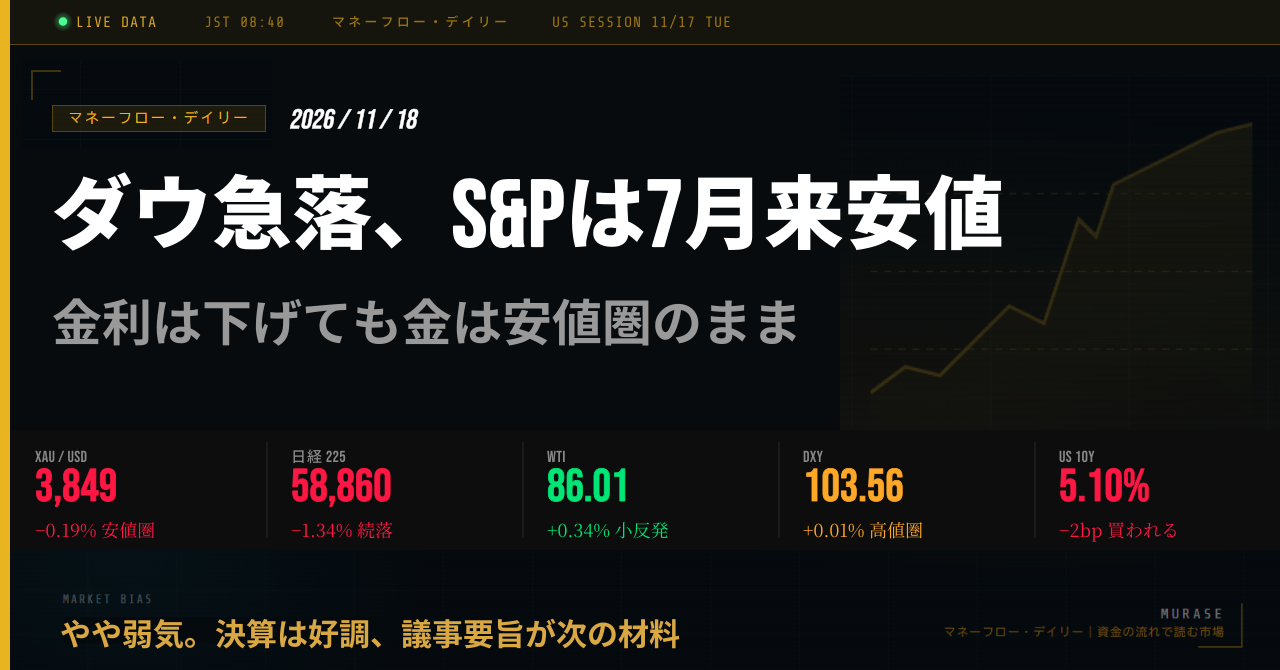 LIVE DATA JST 08:40 マネーフロー・デイリー US SESSION 11/17 TUE
マネーフロー・デイリー 2026 / 11 / 18
ダウ急落、S&Pは7月来安値
金利は下げても金は安値圏のまま
XAU / USD
3,849
−0.19% 安値圏
日経 225
58,860
−1.34% 続落
WTI
86.01
+0.34% 小反発
DXY
103.56
+0.01% 高値圏
US 10Y
5.10%
−2bp 買われる
MARKET BIAS
やや弱気。決算は好調、議事要旨が次の材料
MURASE
マネーフロー・デイリー｜資金の流れで読む市場